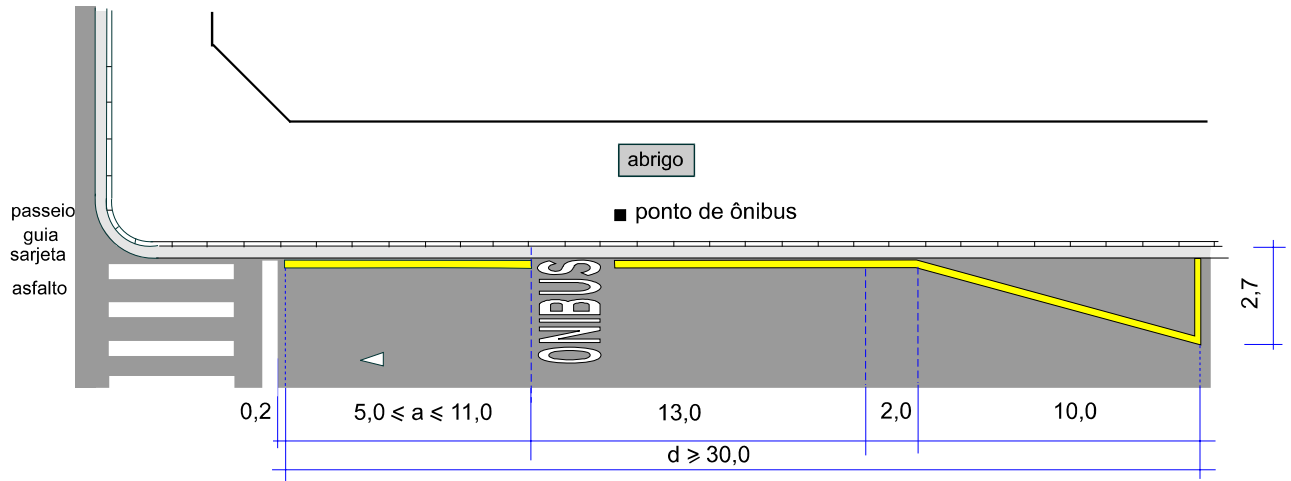 abrigo
ponto de ônibus
passeio
guia
sarjeta
asfalto
ONIBUS
2,7
0,2
5,0 ⩽ a ⩽ 11,0
13,0
2,0
10,0
d ⩾ 30,0